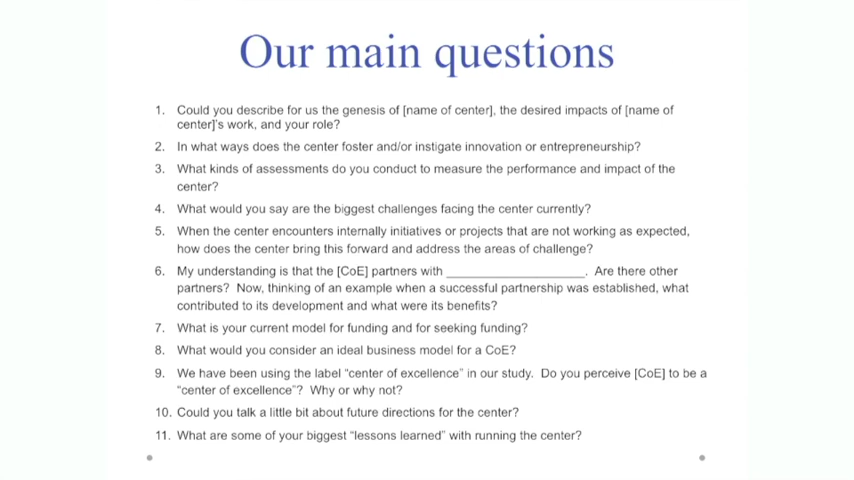 Our main questions
1. Could you describe for us the genesis of [name of center], the desired impacts of [name of
center]'s work, and your role?
2. In what ways does the center foster and/or instigate innovation or entrepreneurship?
3. What kinds of assessments do you conduct to measure the performance and impact of the
center?
4. What would you say are the biggest challenges facing the center currently?
5. When the center encounters internally initiatives or projects that are not working as expected,
how does the center bring this forward and address the areas of challenge?
6. My understanding is that the [CoE] partners with ____________________. Are there other
partners? Now, thinking of an example when a successful partnership was established, what
contributed to its development and what were its benefits?
7. What is your current model for funding and for seeking funding?
8. What would you consider an ideal business model for a CoE?
9. We have been using the label “center of excellence” in our study. Do you perceive [CoE] to be a
“center of excellence”? Why or why not?
10. Could you talk a little bit about future directions for the center?
11. What are some of your biggest “lessons learned” with running the center?